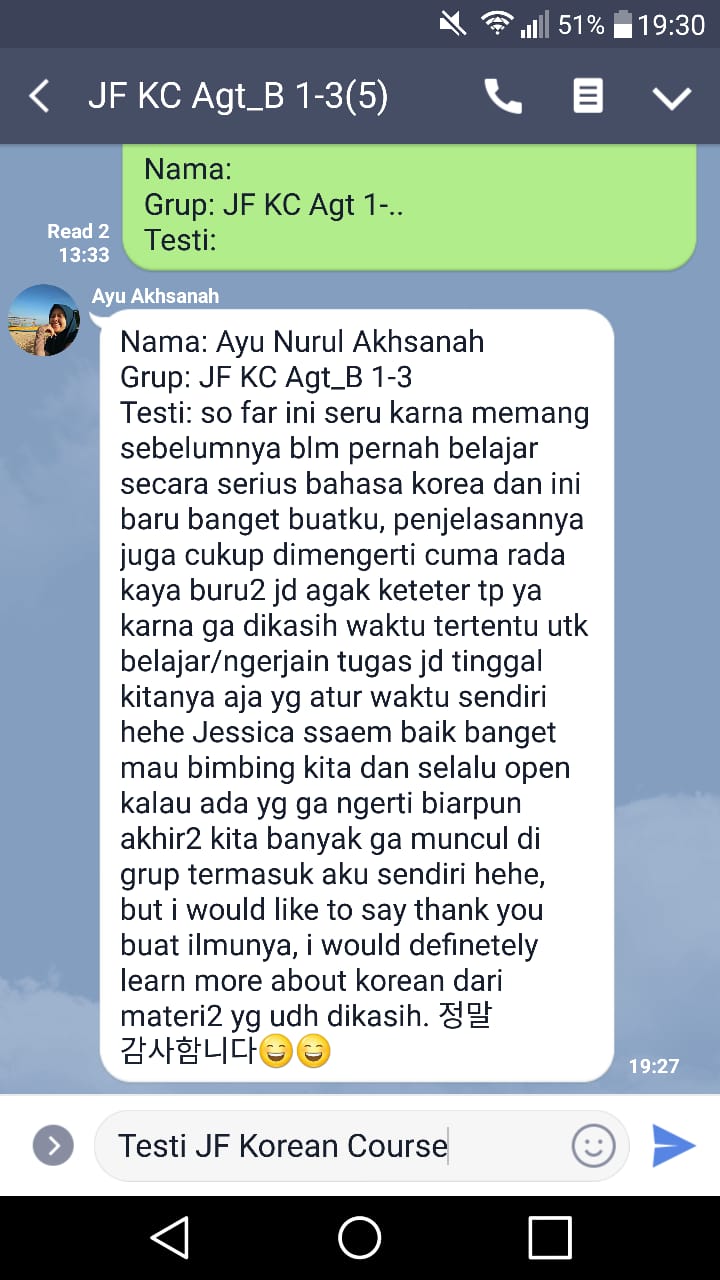 51% 19:30
JF KC Agt_B 1-3(5)
Nama:
Grup: JF KC Agt 1-..
Testi:
Read 2
13:33
Ayu Akhsanah
Nama: Ayu Nurul Akhsanah
Grup: JF KC Agt_B 1-3
Testi: so far ini seru karna memang
sebelumnya blm pernah belajar
secara serius bahasa korea dan ini
baru banget buatku, penjelasannya
juga cukup dimengerti cuma rada
kaya buru2 jd agak keteter tp ya
karna ga dikasih waktu tertentu utk
belajar/ngerjain tugas jd tinggal
kitanya aja yg atur waktu sendiri
hehe Jessica ssaem baik banget
mau bimbing kita dan selalu open
kalau ada yg ga ngerti biarpun
akhir2 kita banyak ga muncul di
grup termasuk aku sendiri hehe,
but i would like to say thank you
buat ilmunya, i would definetely
learn more about korean dari
materi2 yg udh dikasih. 정말
감사함니다😄😄
19:27
Testi JF Korean Course